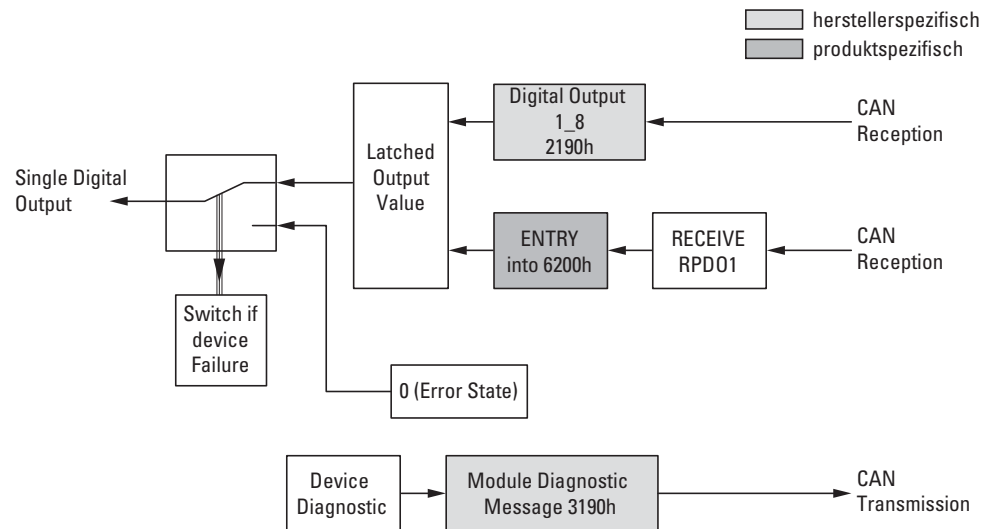 herstellerspezifisch
produktspezifisch
Digital Output
1_8
2190h
CAN
Reception
Latched
Output
Value
Single Digital
Output
ENTRY
into 6200h
RECEIVE
RPDO1
CAN
Reception
Switch if
device
Failure
0 (Error State)
Device
Diagnostic
Module Diagnostic
Message 3190h
CAN
Transmission